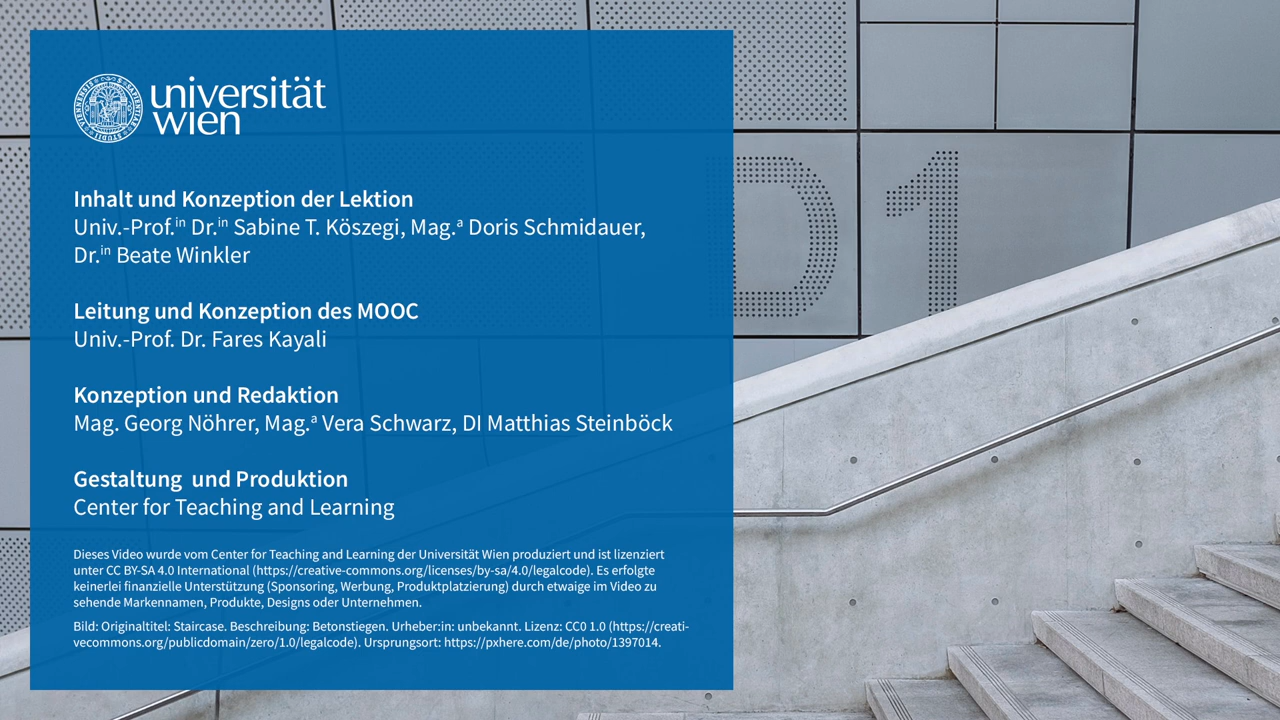 universität
wien
Inhalt und Konzeption der Lektion
Univ.-Prof.in Dr.in Sabine T. Köszegi, Mag.a Doris Schmidauer,
Dr.in Beate Winkler
Leitung und Konzeption des MOOC
Univ.-Prof. Dr. Fares Kayali
Konzeption und Redaktion
Mag. Georg Nöhrer, Mag.a Vera Schwarz, DI Matthias Steinböck
Gestaltung  und Produktion
Center for Teaching and Learning
Dieses Video wurde vom Center for Teaching and Learning der Universität Wien produziert und ist lizenziert
unter CC BY-SA 4.0 International (https://creative-commons.org/licenses/by-sa/4.0/legalcode). Es erfolgte
keinerlei finanzielle Unterstützung (Sponsoring, Werbung, Produktplatzierung) durch etwaige im Video zu
sehende Markennamen, Produkte, Designs oder Unternehmen.
Bild: Originaltitel: Staircase. Beschreibung: Betonstiegen. Urheber:in: unbekannt. Lizenz: CC0 1.0 (https://creati-
vecommons.org/publicdomain/zero/1.0/legalcode). Ursprungsort: https://pxhere.com/de/photo/1397014.
D1